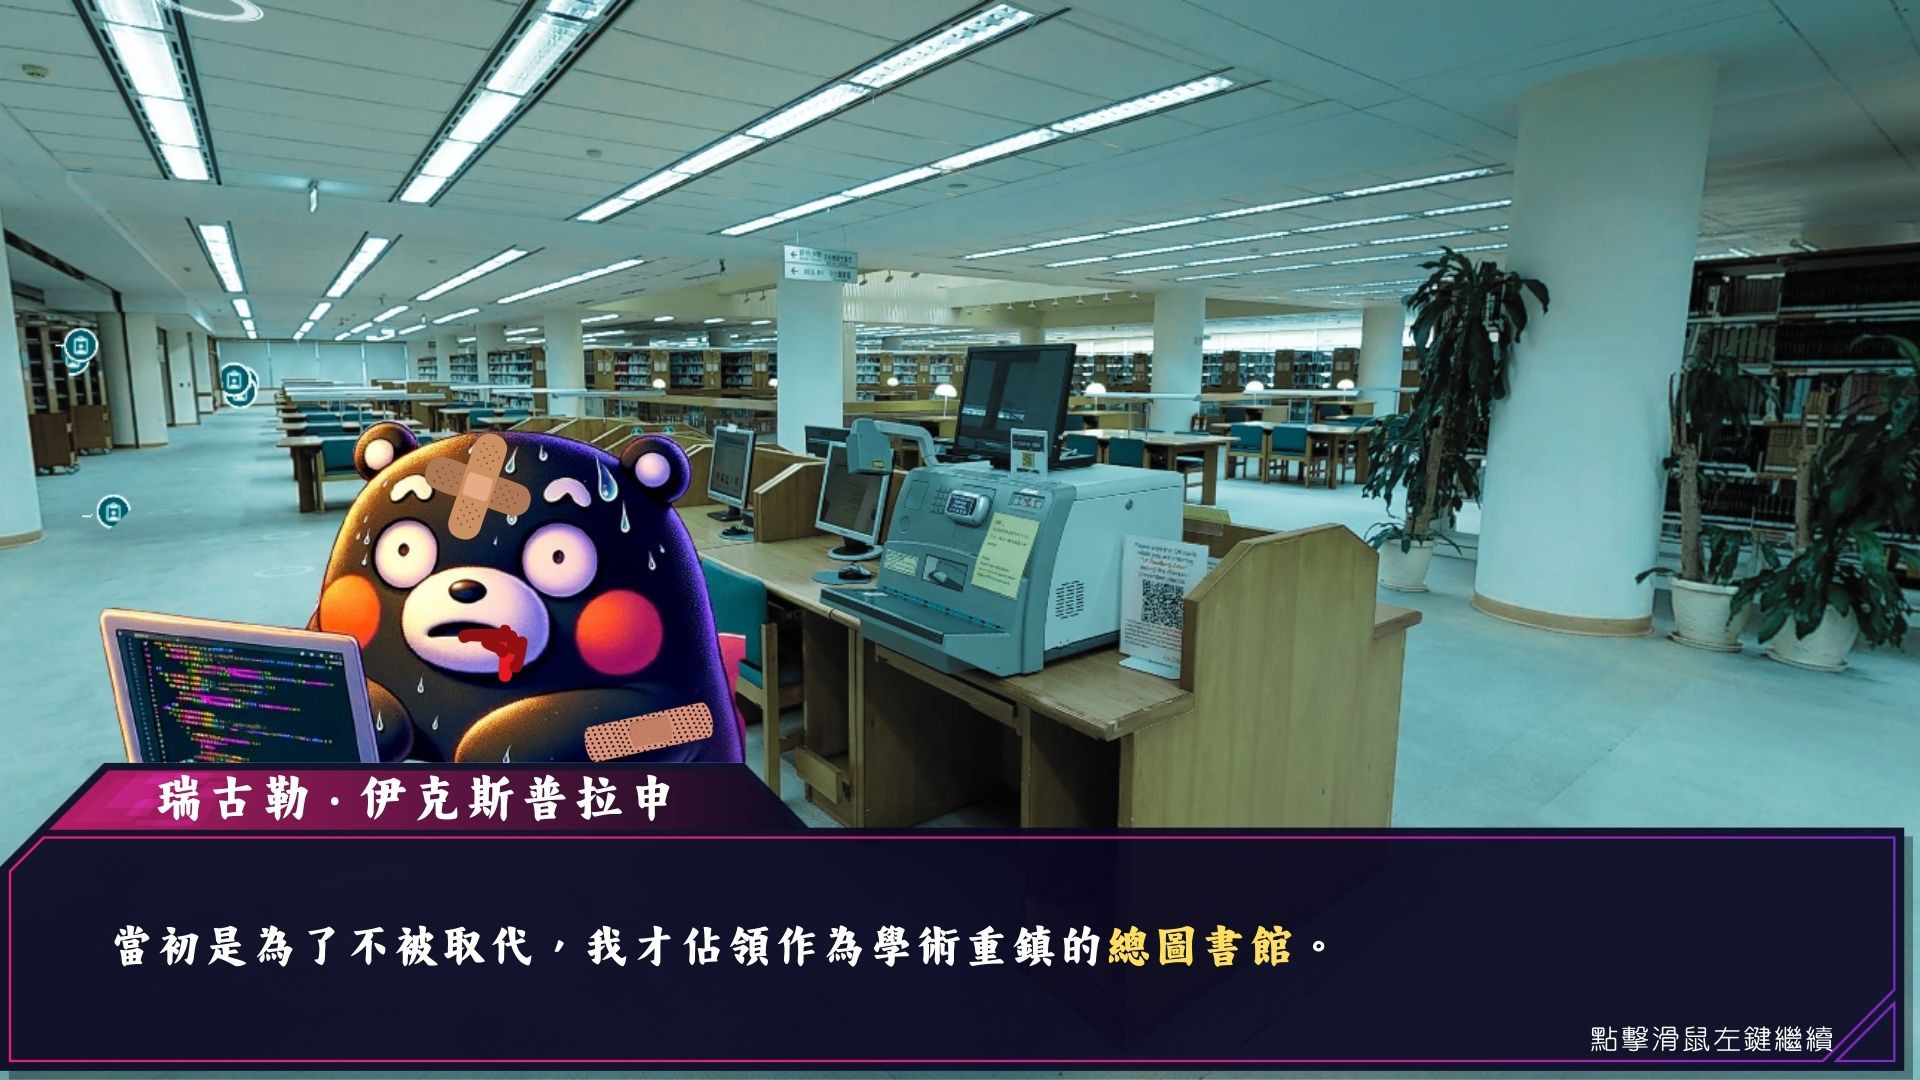 瑞古勒·伊克斯普拉申
當初是為了不被取代，我才佔領作為學術重鎮的總圖書館。
點擊滑鼠左鍵繼續